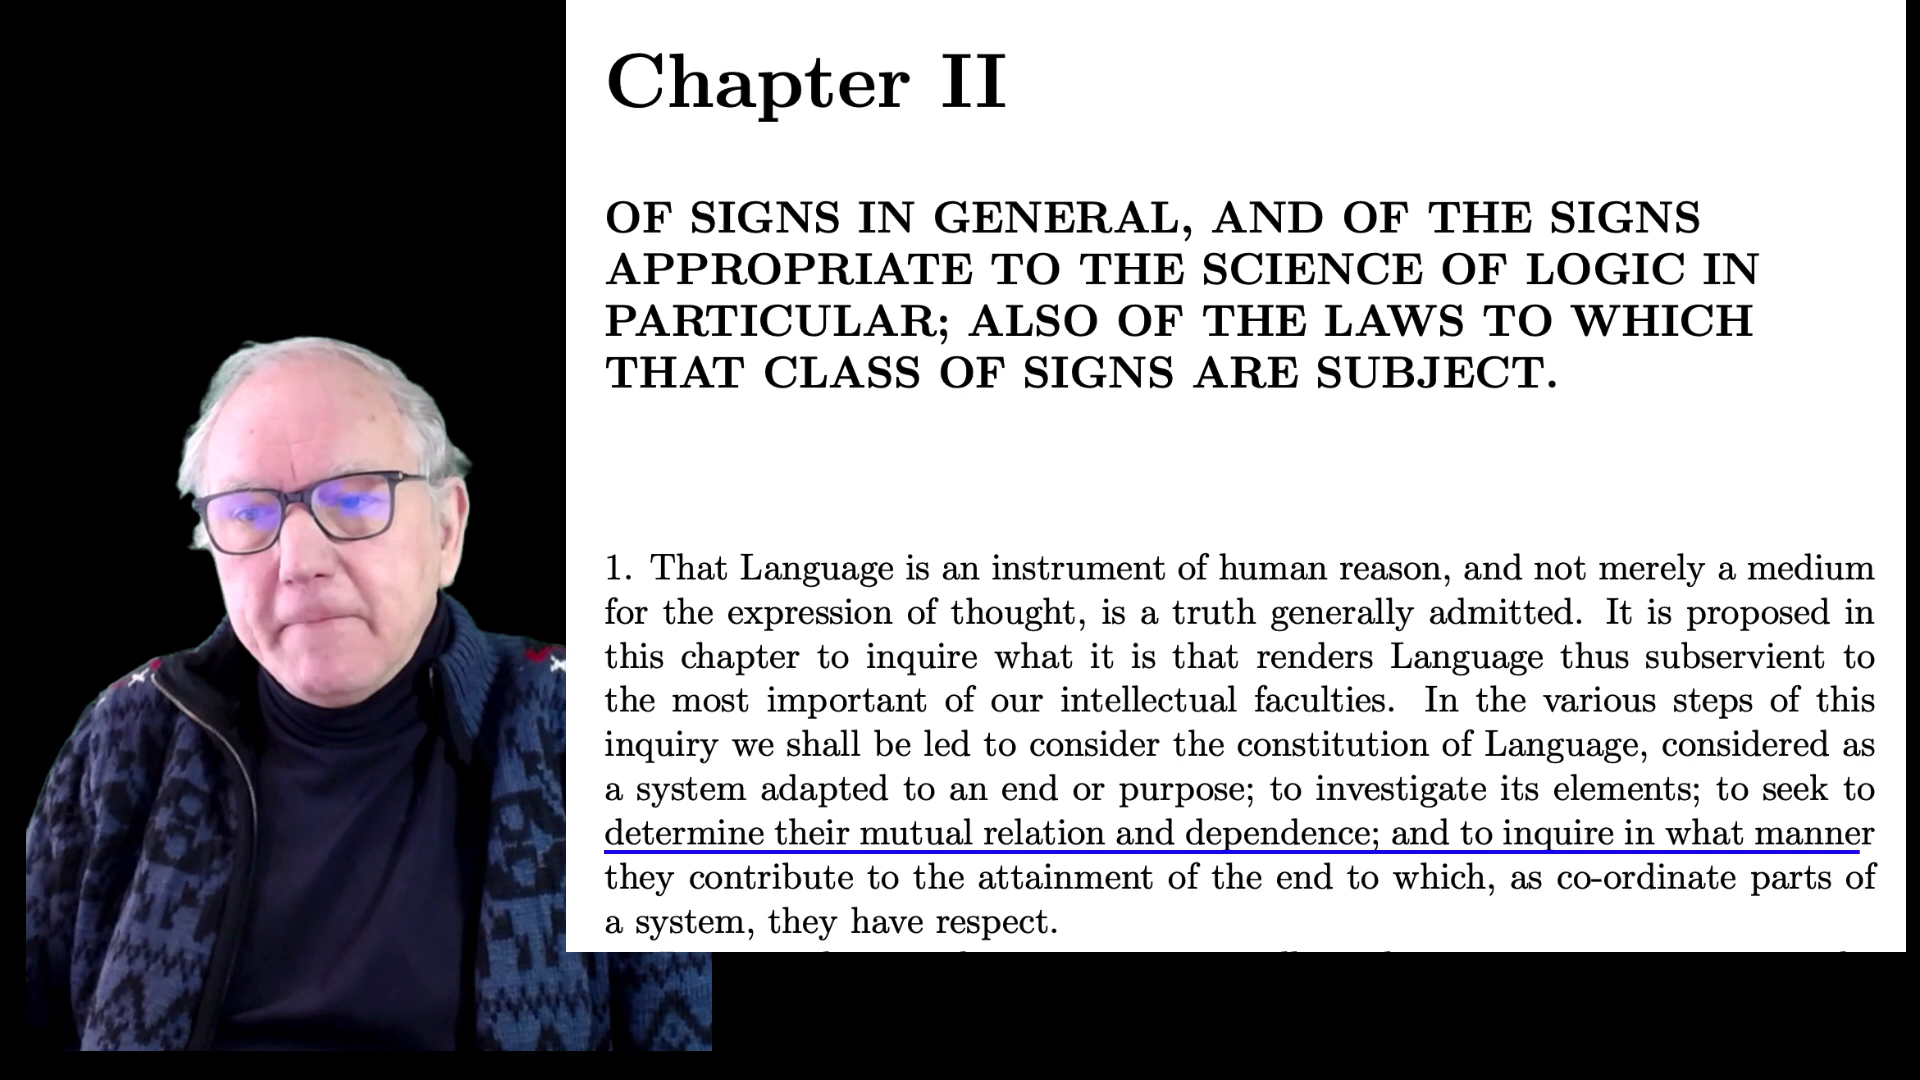 Chapter II
OF SIGNS IN GENERAL, AND OF THE SIGNS
APPROPRIATE TO THE SCIENCE OF LOGIC IN
PARTICULAR; ALSO OF THE LAWS TO WHICH
THAT CLASS OF SIGNS ARE SUBJECT.
1. That Language is an instrument of human reason, and not merely a medium
for the expression of thought, is a truth generally admitted. It is proposed in
this chapter to inquire what it is that renders Language thus subservient to
the most important of our intellectual faculties. In the various steps of this
inquiry we shall be led to consider the constitution of Language, considered as
a system adapted to an end or purpose; to investigate its elements; to seek to
determine their mutual relation and dependence; and to inquire in what manner
they contribute to the attainment of the end to which, as co-ordinate parts of
a system, they have respect.